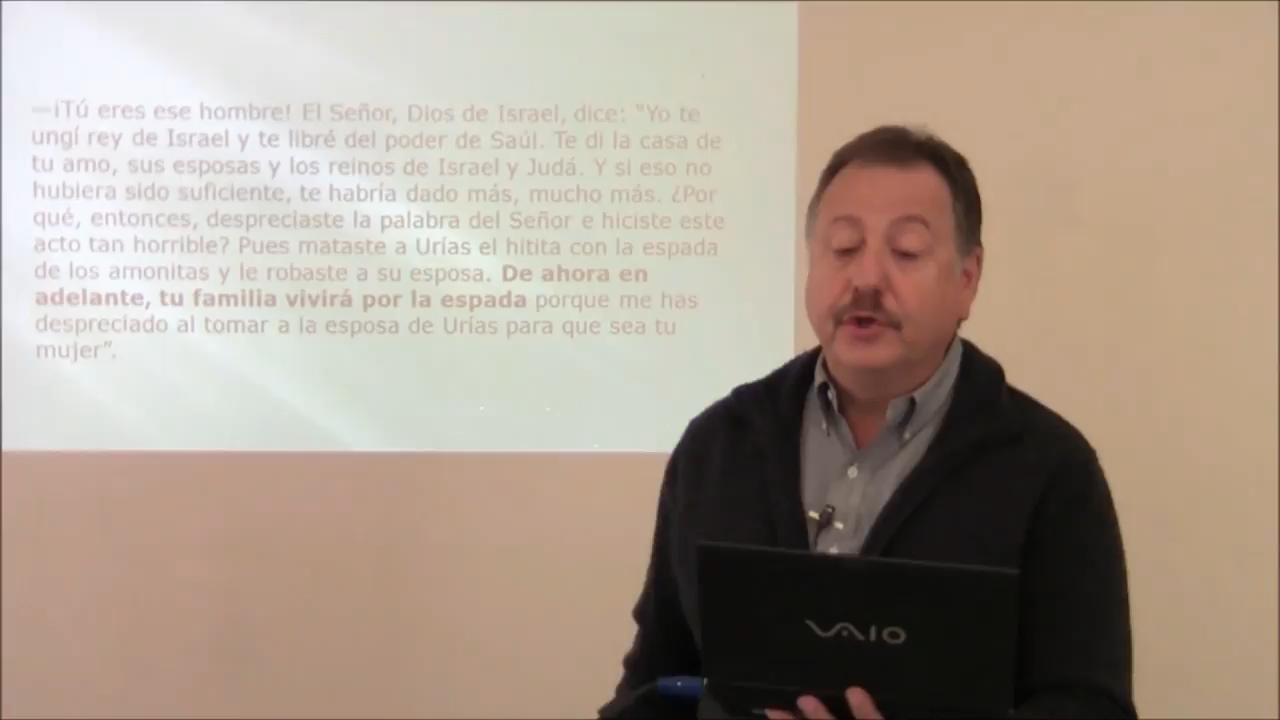 —¡Tú eres ese hombre! El Señor, Dios de Israel, dice: “Yo te
ungí rey de Israel y te libré del poder de Saúl. Te di la casa de
tu amo, sus esposas y los reinos de Israel y Judá. Y si eso no
hubiera sido suficiente, te habría dado más, mucho más. ¿Por
qué, entonces, despreciaste la palabra del Señor e hiciste este
acto tan horrible? Pues mataste a Urías el hitita con la espada
de los amonitas y le robaste a su esposa. De ahora en
adelante, tu familia vivirá por la espada porque me has
despreciado al tomar a la esposa de Urías para que sea tu
mujer”.
VAIO